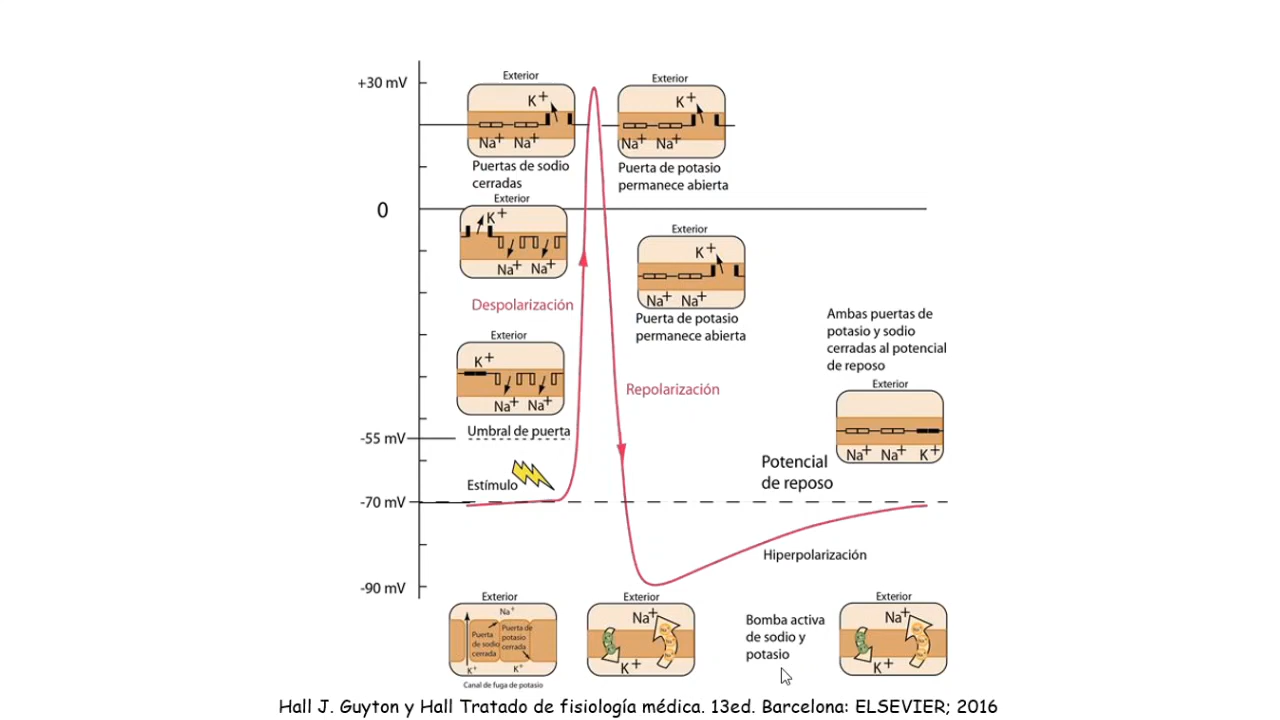 +30 mV
Exterior
K+
Na+ Na+
Puertas de sodio
cerradas
Exterior
K+
Na+ Na+
Puerta de potasio
permanece abierta
0
Exterior
K+
Na+ Na+
Despolarización
Exterior
K+
Na+ Na+
Puerta de potasio
permanece abierta
Exterior
K+
Na+ Na+
Umbral de puerta
-55 mV
Repolarización
Ambas puertas de
potasio y sodio
cerradas al potencial
de reposo
Exterior
Na+ Na+ K+
Estímulo
-70 mV
Potencial
de reposo
Hiperpolarización
-90 mV
Exterior
Na+
Puerta
de sodio
cerrada
Puerta de
potasio
cerrada
K+ K+
Canal de fuga de potasio
Exterior
Na+
K+
Bomba activa
de sodio y
potasio
Exterior
Na+
K+
Hall J. Guyton y Hall Tratado de fisiología médica. 13ed. Barcelona: ELSEVIER; 2016